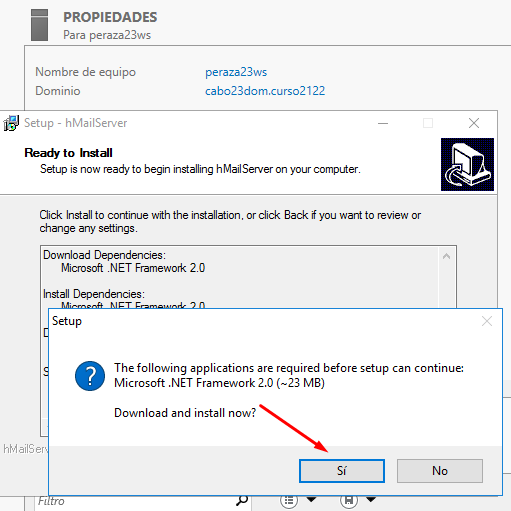 PROPIEDADES
Para peraza23ws
Nombre de equipo peraza23ws
Dominio cabo23dom.curso2122
Setup - hMailServer
Ready to Install
Setup is now ready to begin installing hMailServer on your computer.
Click Install to continue with the installation, or click Back if you want to review or
change any settings.
Download Dependencies:
Microsoft .NET Framework 2.0
Install Dependencies:
Microsoft .NET Framework 2.0
Setup
The following applications are required before setup can continue:
Microsoft .NET Framework 2.0 (~23 MB)
Download and install now?
Sí No
hMailServer
Filtro